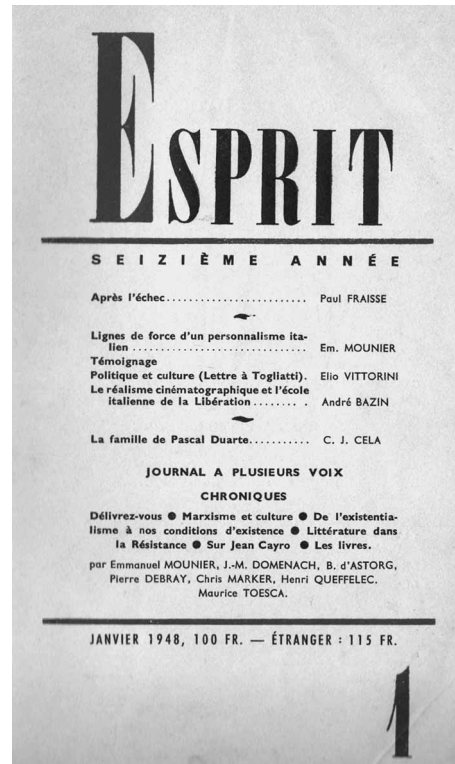 ESPRIT
SEIZIÈME ANNÉE
Après l'échec........................ Paul FRAISSE
Lignes de force d'un personnalisme ita-
lien .............................. Em. MOUNIER
Témoignage
Politique et culture (Lettre à Togliatti). Elio VITTORINI
Le réalisme cinématographique et l'école
italienne de la Libération ........ . André BAZIN
La famille de Pascal Duarte........... C. J. CELA
JOURNAL A PLUSIEURS VOIX
CHRONIQUES
Délivrez-vous ● Marxisme et culture ● De l'existentia-
lisme à nos conditions d'existence ● Littérature dans
la Résistance ● Sur Jean Cayro ● Les livres.
par Emmanuel MOUNIER, J.-M. DOMENACH, B. d'ASTORG,
Pierre DEBRAY, Chris MARKER, Henri QUEFFELEC.
Maurice TOESCA.
JANVIER 1948, 100 FR. — ÉTRANGER : 115 FR.
1